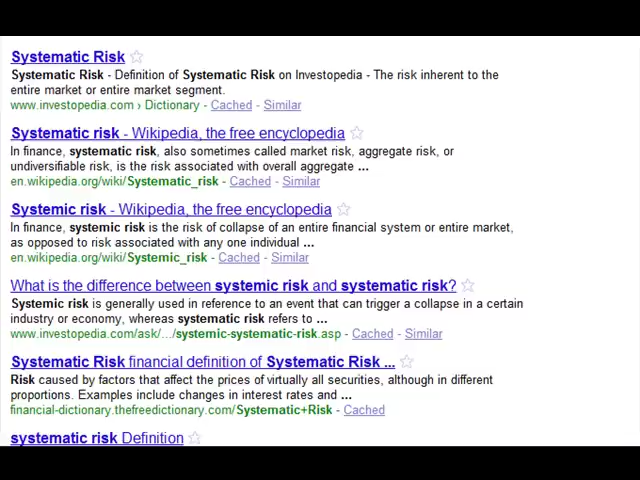 Systematic Risk
Systematic Risk - Definition of Systematic Risk on Investopedia - The risk inherent to the
entire market or entire market segment.
www.investopedia.com › Dictionary - Cached - Similar
Systematic risk - Wikipedia, the free encyclopedia
In finance, systematic risk, also sometimes called market risk, aggregate risk, or
undiversifiable risk, is the risk associated with overall aggregate ...
en.wikipedia.org/wiki/Systematic_risk - Cached - Similar
Systemic risk - Wikipedia, the free encyclopedia
In finance, systemic risk is the risk of collapse of an entire financial system or entire market,
as opposed to risk associated with any one individual ...
en.wikipedia.org/wiki/Systemic_risk - Cached - Similar
What is the difference between systemic risk and systematic risk?
Systemic risk is generally used in reference to an event that can trigger a collapse in a certain
industry or economy, whereas systematic risk refers to ...
www.investopedia.com/ask/.../systemic-systematic-risk.asp - Cached - Similar
Systematic Risk financial definition of Systematic Risk ...
Risk caused by factors that affect the prices of virtually all securities, although in different
proportions. Examples include changes in interest rates and ...
financial-dictionary.thefreedictionary.com/Systematic+Risk - Cached
systematic risk Definition